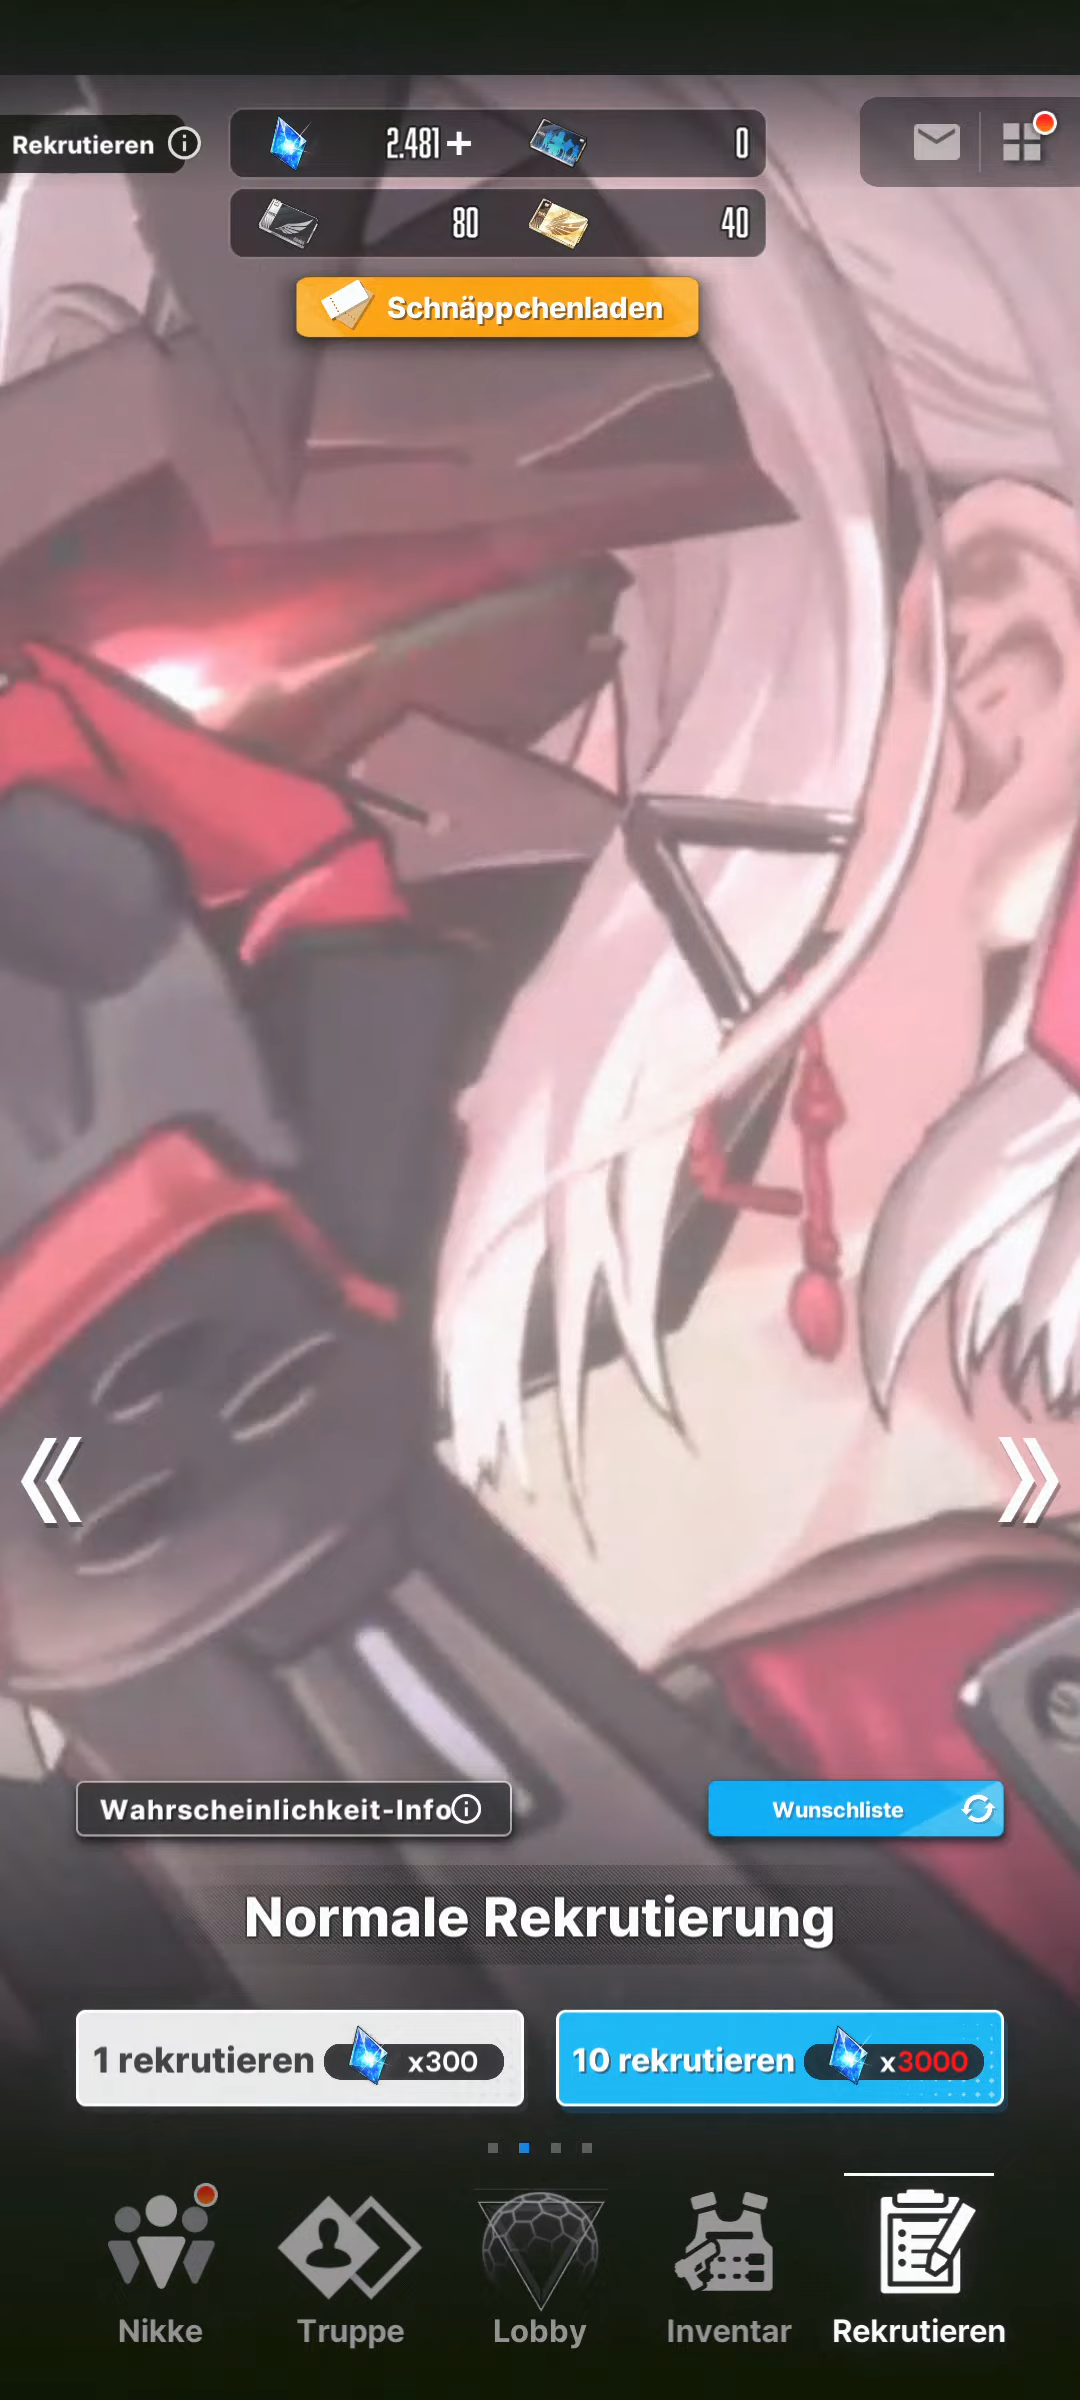 Rekrutieren
2.481
0
80
40
Schnäppchenladen
Wahrscheinlichkeit-Info
Wunschliste
Normale Rekrutierung
1 rekrutieren x300
10 rekrutieren x3000
Nikke
Truppe
Lobby
Inventar
Rekrutieren